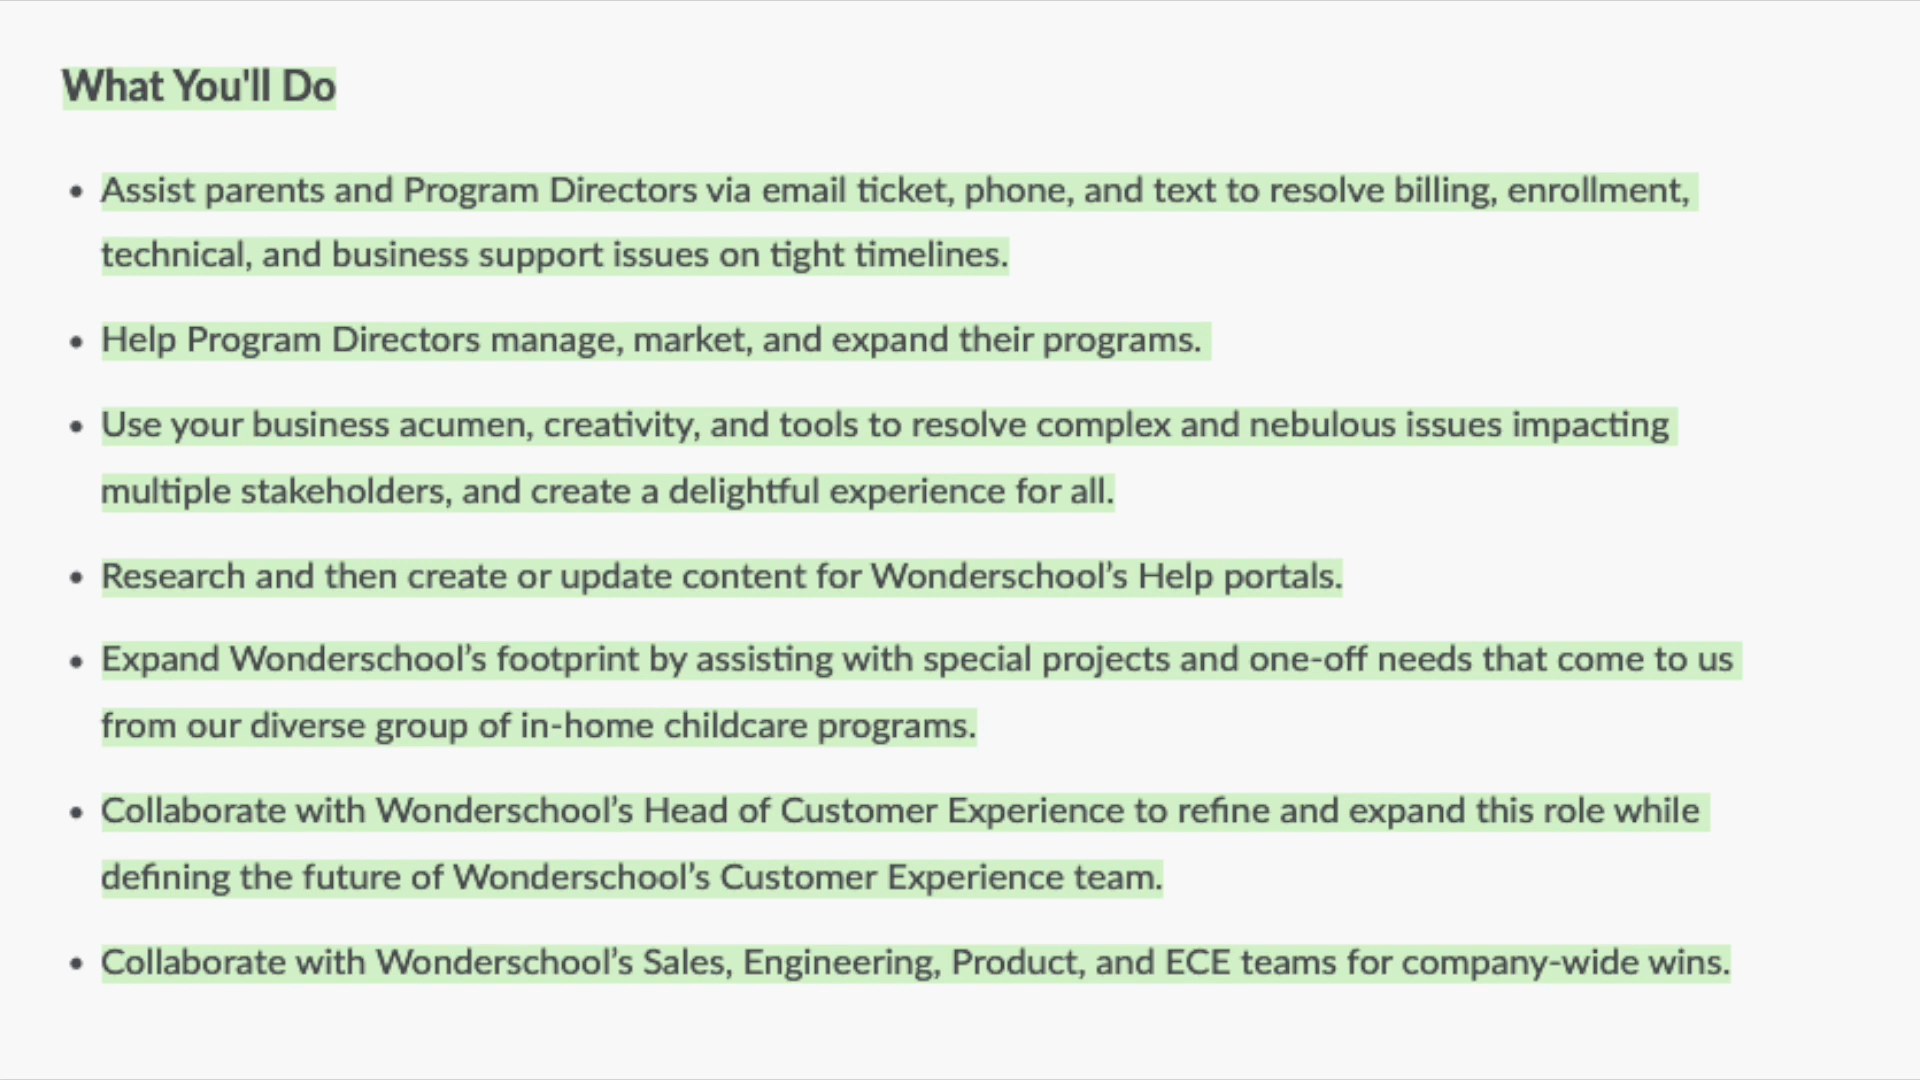 What You'll Do
• Assist parents and Program Directors via email ticket, phone, and text to resolve billing, enrollment,
technical, and business support issues on tight timelines.
• Help Program Directors manage, market, and expand their programs.
• Use your business acumen, creativity, and tools to resolve complex and nebulous issues impacting
multiple stakeholders, and create a delightful experience for all.
• Research and then create or update content for Wonderschool’s Help portals.
• Expand Wonderschool’s footprint by assisting with special projects and one-off needs that come to us
from our diverse group of in-home childcare programs.
• Collaborate with Wonderschool’s Head of Customer Experience to refine and expand this role while
defining the future of Wonderschool’s Customer Experience team.
• Collaborate with Wonderschool’s Sales, Engineering, Product, and ECE teams for company-wide wins.